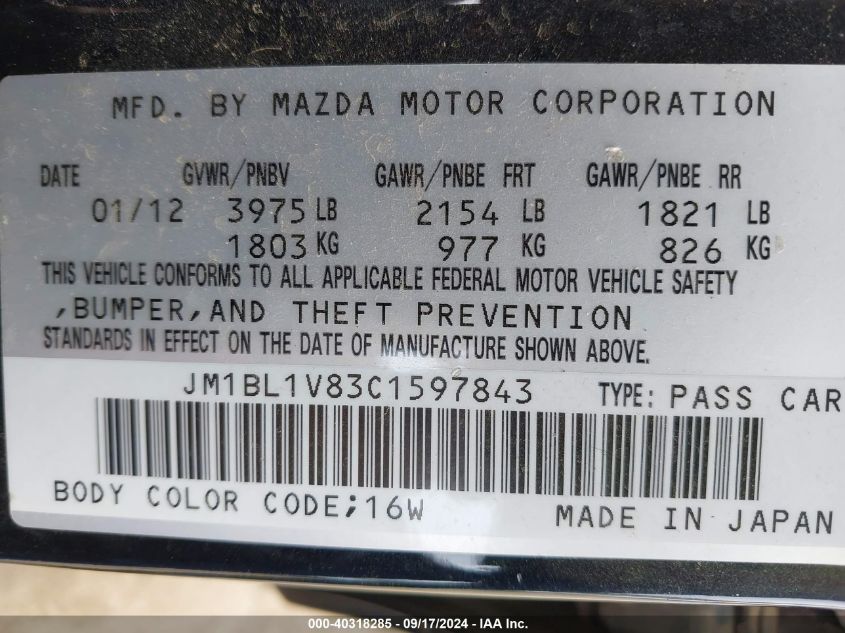 MFD. BY MAZDA MOTOR CORPORATION
DATE GVWR/PNBV GAWR/PNBE FRT GAWR/PNBE RR
01/12 3975 LB 2154 LB 1821 LB
1803 KG 977 KG 826 KG
THIS VEHICLE CONFORMS TO ALL APPLICABLE FEDERAL MOTOR VEHICLE SAFETY
,BUMPER,AND THEFT PREVENTION
STANDARDS IN EFFECT ON THE DATE OF MANUFACTURE SHOWN ABOVE.
JM1BL1V83C1597843 TYPE: PASS CAR
BODY COLOR CODE;16W
MADE IN JAPAN
000-40318285 - 09/17/2024 - IAA Inc.